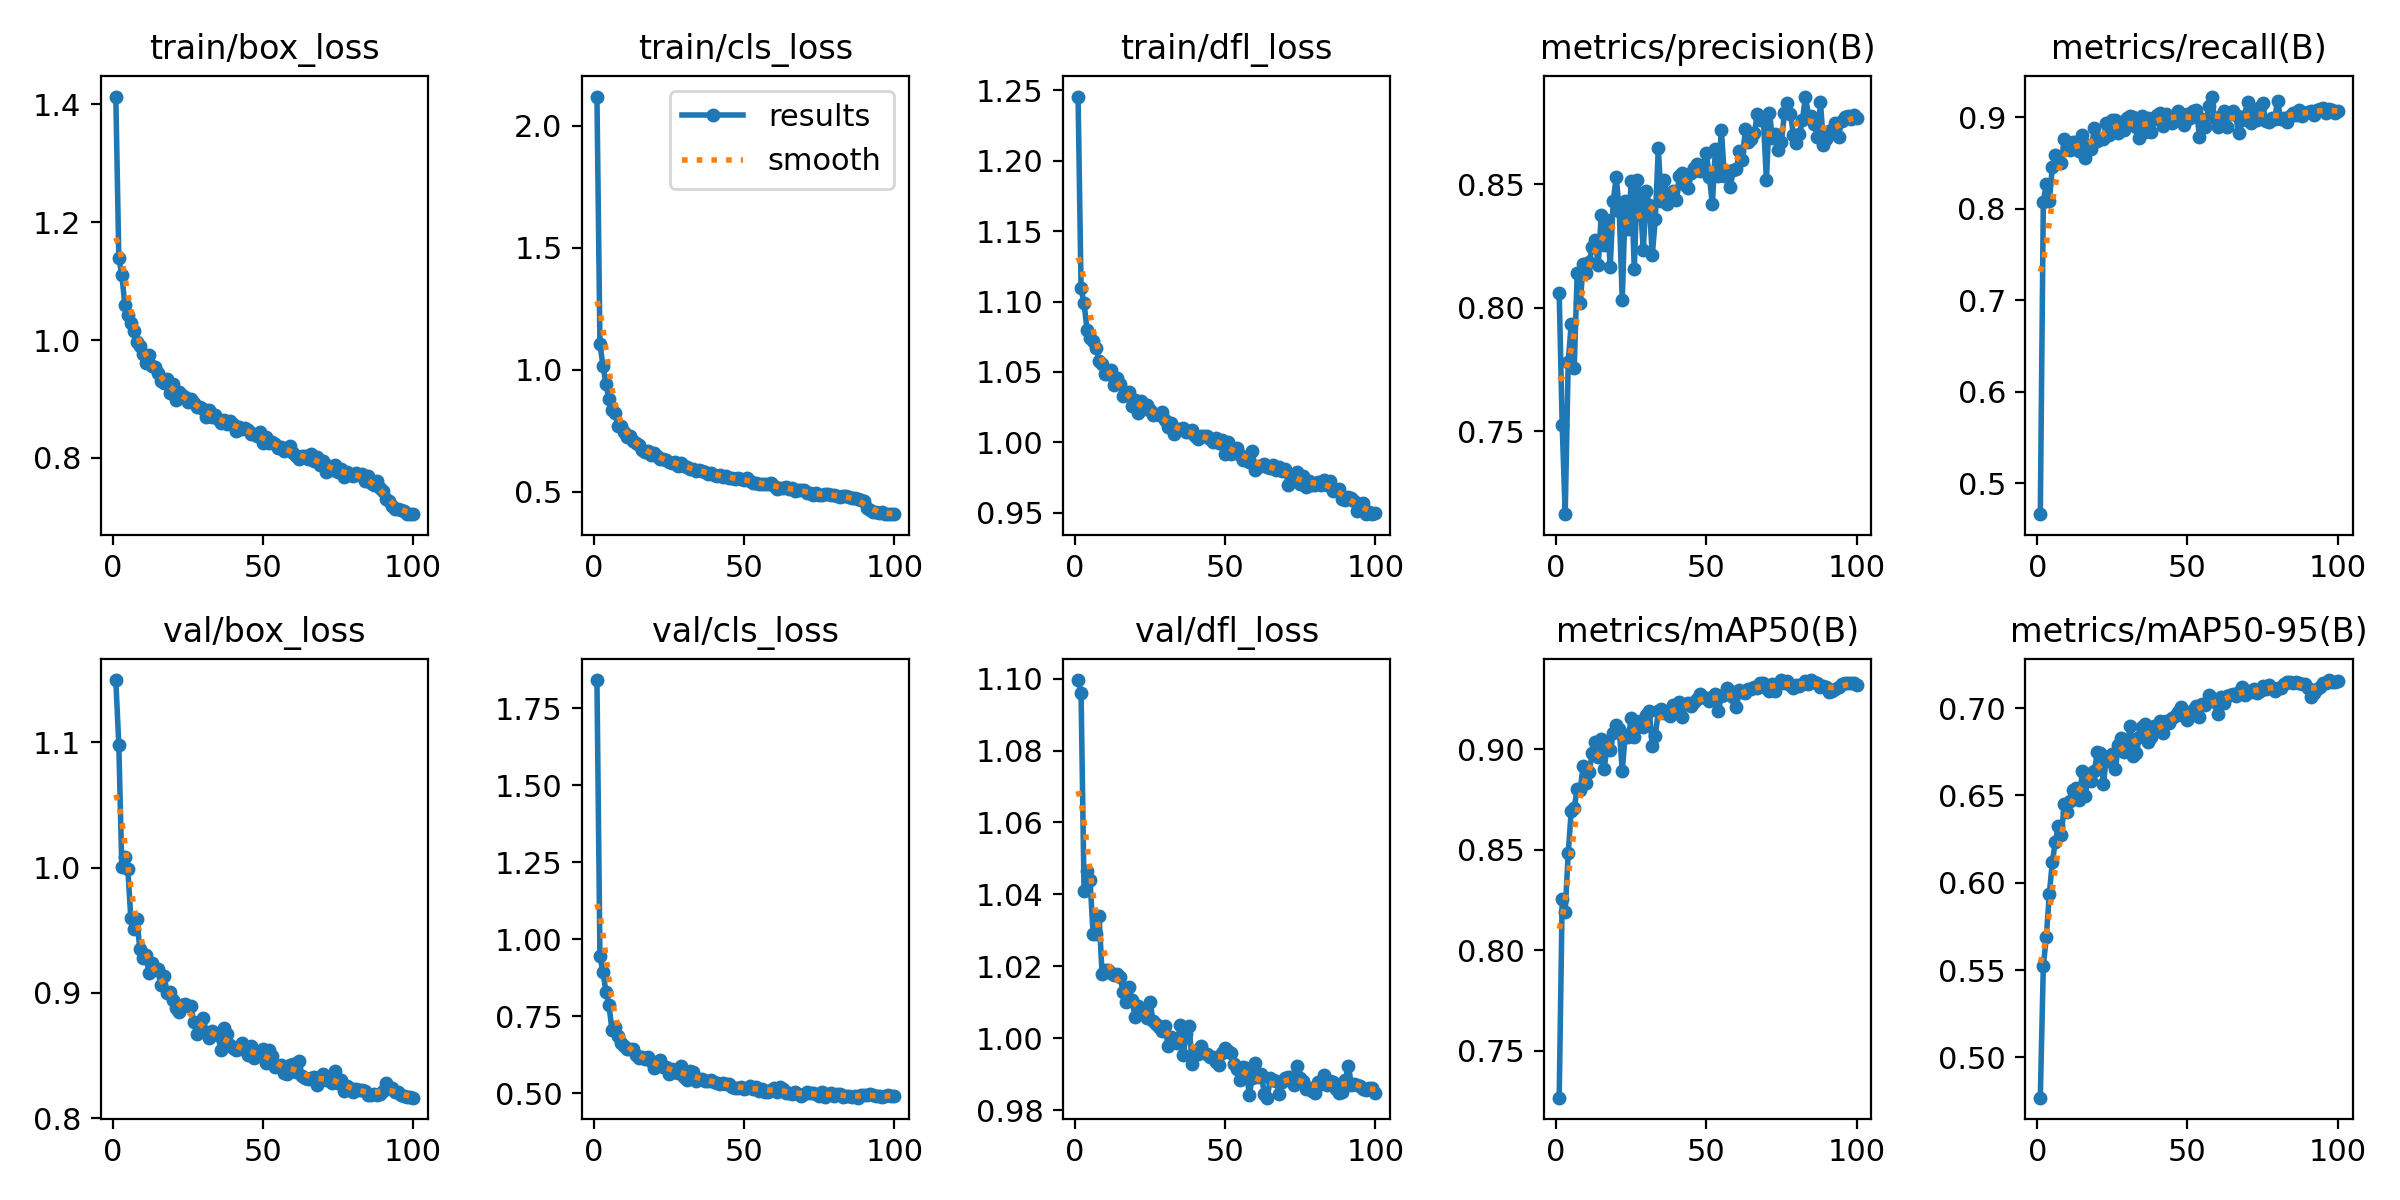 train/box_loss
1.4
1.2
1.0
0.8
0 50 100
train/cls_loss
results
smooth
2.0
1.5
1.0
0.5
0 50 100
train/dfl_loss
1.25
1.20
1.15
1.10
1.05
1.00
0.95
0 50 100
metrics/precision(B)
0.85
0.80
0.75
0 50 100
metrics/recall(B)
0.9
0.8
0.7
0.6
0.5
0 50 100
val/box_loss
1.1
1.0
0.9
0.8
0 50 100
val/cls_loss
1.75
1.50
1.25
1.00
0.75
0.50
0 50 100
val/dfl_loss
1.10
1.08
1.06
1.04
1.02
1.00
0.98
0 50 100
metrics/mAP50(B)
0.90
0.85
0.80
0.75
0 50 100
metrics/mAP50-95(B)
0.70
0.65
0.60
0.55
0.50
0 50 100